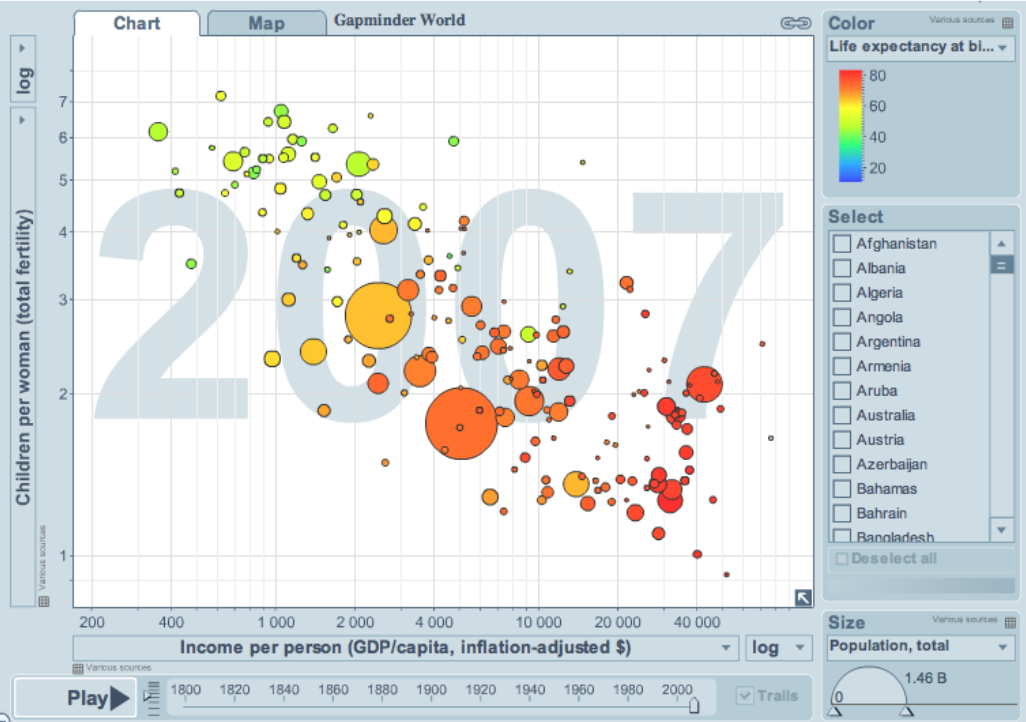 Chart
Map
Gapminder World
log
Children per woman (total fertility)
Various sources
7
6
5
4
3
2
1
2007
200
400
1 000
2 000
4 000
10 000
20 000
40 000
Income per person (GDP/capita, inflation-adjusted $)
log
Various sources
Play
1800 1820 1840 1860 1880 1900 1920 1940 1960 1980 2000
Trails
Color
Various sources
Life expectancy at bi...
80
60
40
20
Select
Afghanistan
Albania
Algeria
Angola
Argentina
Armenia
Aruba
Australia
Austria
Azerbaijan
Bahamas
Bahrain
Bangladesh
Deselect all
Size
Various sources
Population, total
1.46 B
0